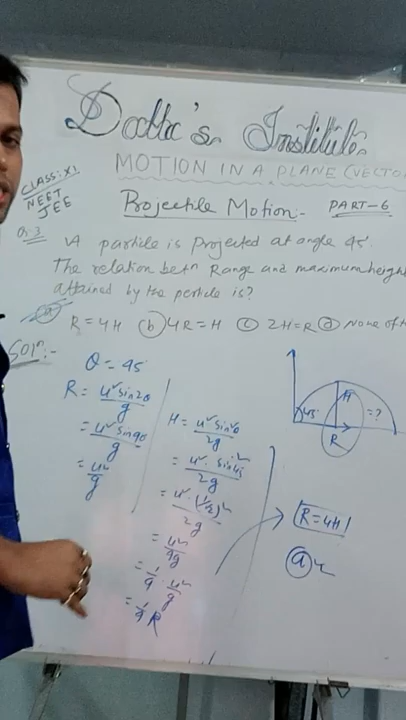 Datta's Institute
MOTION IN A PLANE (VECTOR
CLASS: XI
NEET
JEE
Projectile Motion:- PART-6
Q:3 A particle is projected at angle 45°.
The relation betn Range and maximum height
attained by the perticle is?
(a) R=4H (b) 4R=H (c) 2H=R (d) None of
Soln:-
θ=45°
R = u² sin2θ/g
= u² sin90/g
= u²/g
H = u² sin²θ/2g
= u². sin²45/2g
= u². (1/√2)²/2g
= u²/4g
= 1/4 . u²/g
= 1/4 R
45°
H
=?
R
R=4H
(a)